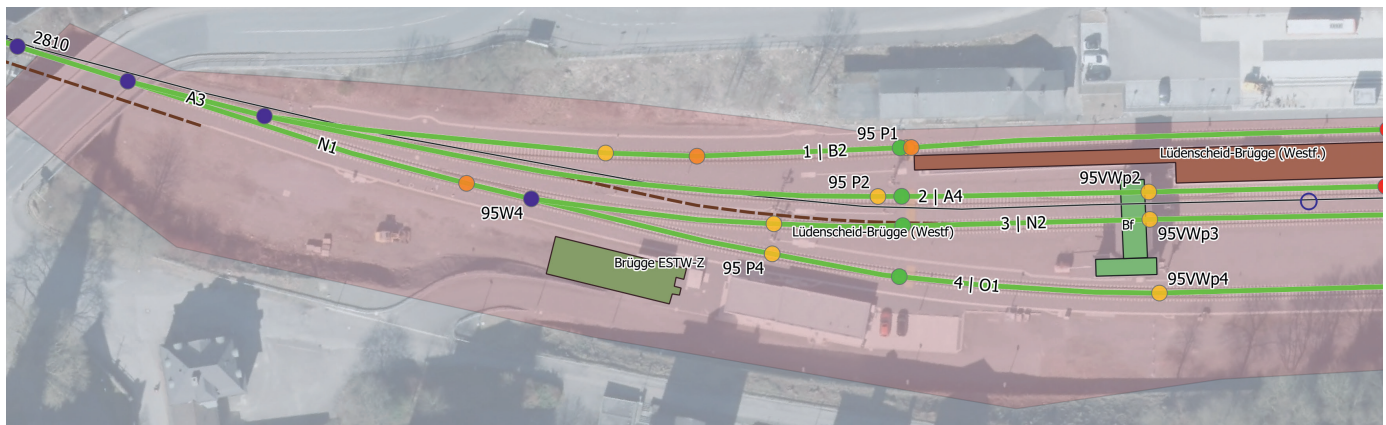 2810
A3
N1
95 P1
1 | B2
Lüdenscheid-Brügge (Westf.)
95VWp2
95 P2
2 | A4
95W4
3 | N2
Bf
Lüdenscheid-Brügge (Westf)
95VWp3
Brügge ESTW-Z
95 P4
4 | O1
95VWp4